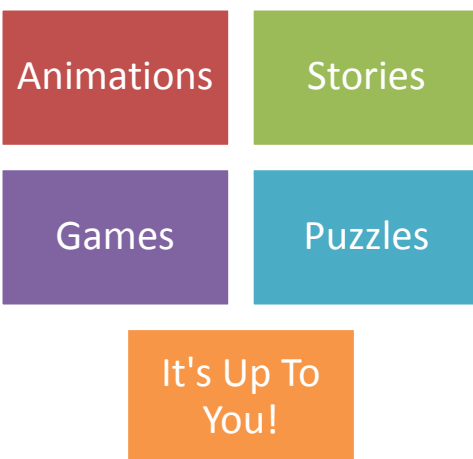 Animations
Stories
Games
Puzzles
It's Up To
You!